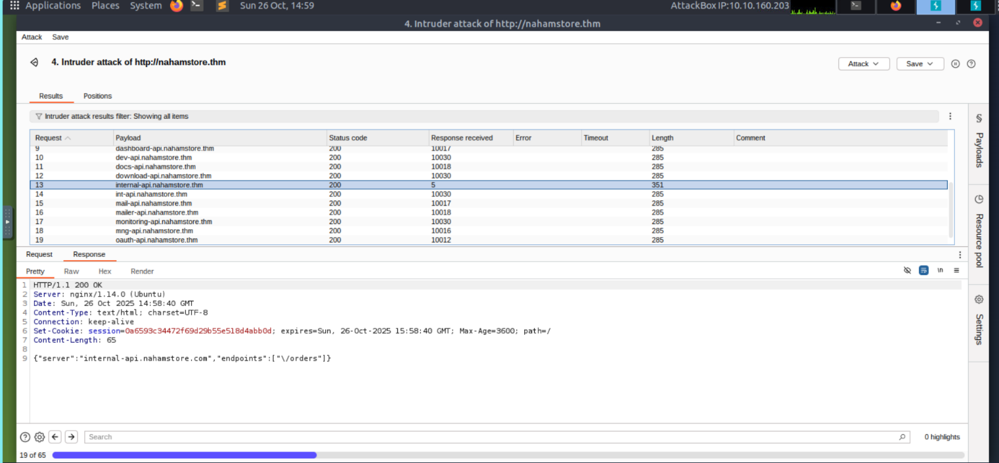 Applications Places System Sun 26 Oct, 14:59 AttackBox IP:10.10.160.203
4. Intruder attack of http://nahamstore.thm
Attack Save
4. Intruder attack of http://nahamstore.thm
Attack Save
Results Positions
Intruder attack results filter: Showing all items
Request Payload Status code Response received Error Timeout Length Comment
9 dashboard-api.nahamstore.thm 200 10017 285
10 dev-api.nahamstore.thm 200 10030 285
11 docs-api.nahamstore.thm 200 10018 285
12 download-api.nahamstore.thm 200 10030 285
13 internal-api.nahamstore.thm 200 5 351
14 int-api.nahamstore.thm 200 10030 285
15 mail-api.nahamstore.thm 200 10017 285
16 mailer-api.nahamstore.thm 200 10018 285
17 monitoring-api.nahamstore.thm 200 10030 285
18 mng-api.nahamstore.thm 200 10016 285
19 oauth-api.nahamstore.thm 200 10012 285
Payloads
Resource pool
Settings
Request Response
Pretty Raw Hex Render \n
1 HTTP/1.1 200 OK
2 Server: nginx/1.14.0 (Ubuntu)
3 Date: Sun, 26 Oct 2025 14:58:40 GMT
4 Content-Type: text/html; charset=UTF-8
5 Connection: keep-alive
6 Set-Cookie: session=0a6593c34472f69d29b55e518d4abb0d; expires=Sun, 26-Oct-2025 15:58:40 GMT; Max-Age=3600; path=/
7 Content-Length: 65
8
9 {"server":"internal-api.nahamstore.com","endpoints":["\/orders"]}
Search 0 highlights
19 of 65